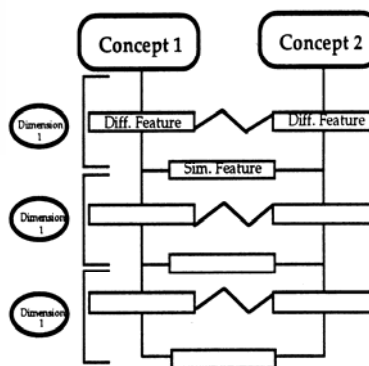 Concept 1
Concept 2
Dimension
1
Diff. Feature
Diff. Feature
Sim. Feature
Dimension
1
Dimension
1